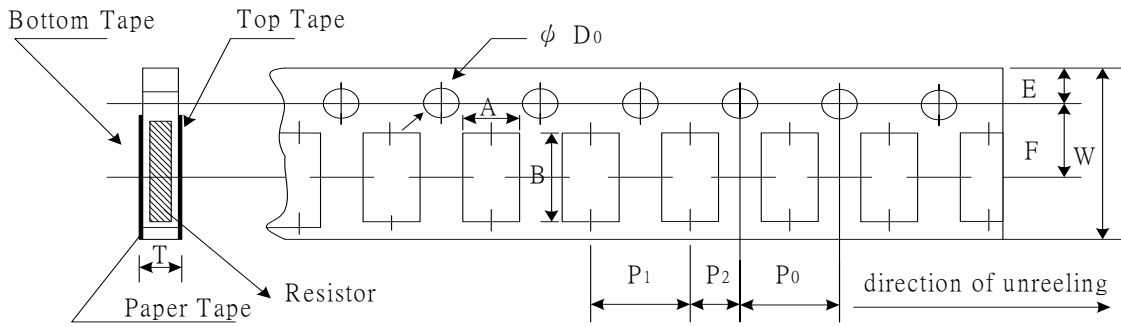 Bottom Tape
Top Tape
ϕ D0
A
E
F
W
B
T
P1
P2
P0
direction of unreeling
Resistor
Paper Tape